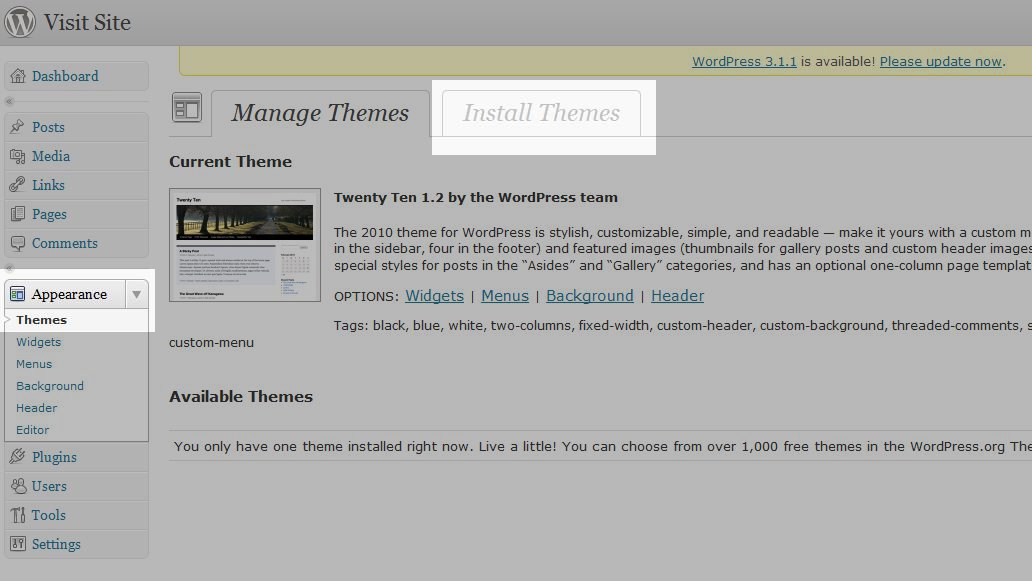 Visit Site
WordPress 3.1.1 is available! Please update now.
Dashboard
Posts
Media
Links
Pages
Comments
Appearance
Themes
Widgets
Menus
Background
Header
Editor
Plugins
Users
Tools
Settings
Manage Themes
Install Themes
Current Theme
Twenty Ten
Twenty Ten 1.2 by the WordPress team
The 2010 theme for WordPress is stylish, customizable, simple, and readable — make it yours with a custom m
in the sidebar, four in the footer) and featured images (thumbnails for gallery posts and custom header images
special styles for posts in the “Asides” and “Gallery” categories, and has an optional one-column page templat
OPTIONS: Widgets | Menus | Background | Header
Tags: black, blue, white, two-columns, fixed-width, custom-header, custom-background, threaded-comments, s
custom-menu
Available Themes
You only have one theme installed right now. Live a little! You can choose from over 1,000 free themes in the WordPress.org The